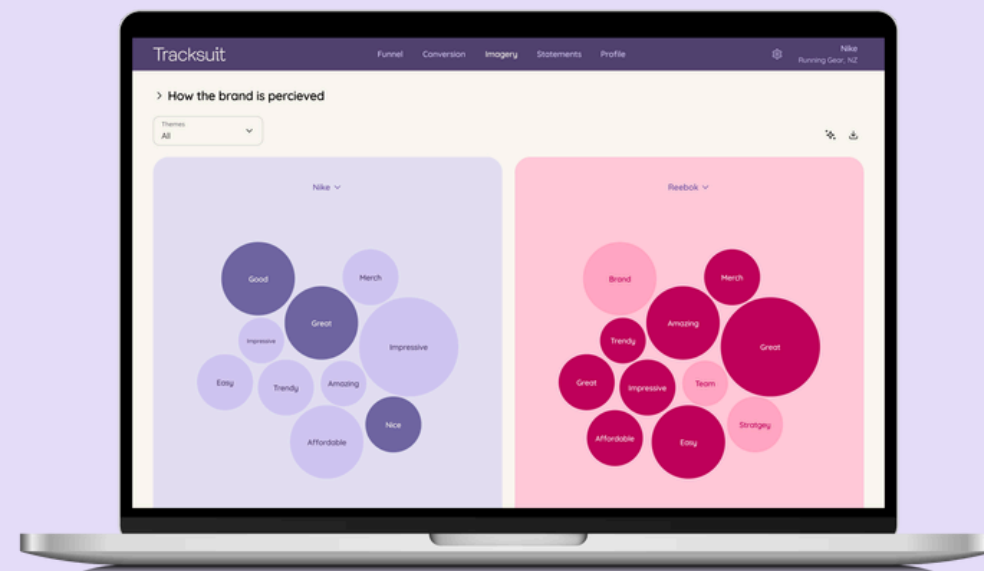 Tracksuit
Funnel Conversion Imagery Statements Profile
Nike
Running Gear, NZ
How the brand is percieved
Themes
All
Nike
Good
Merch
Great
Impressive
Impressive
Easy
Trendy
Amazing
Nice
Affordable
Reebok
Brand
Merch
Amazing
Trendy
Great
Great
Impressive
Team
Affordable
Easy
Stratgey